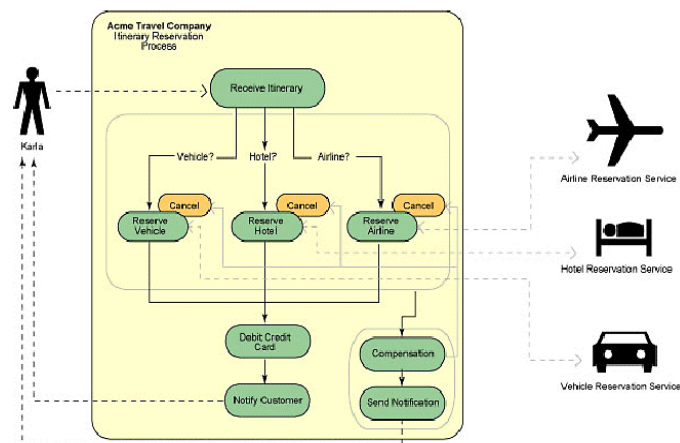 Acmo Travel Company
Itinerary Reservation
Process
Receive Itinerary
Karla
Vehicle?
Hotel?
Airline?
Cancel
Cancel
Cancel
Reserve
Vehicle
Reserve
Hotel
Reserve
Airline
Airline Reservation Service
Hotel Reservation Service
Debit Credit
Card
Compensation
Vehicle Reservation Service
Notify Customer
Send Notification